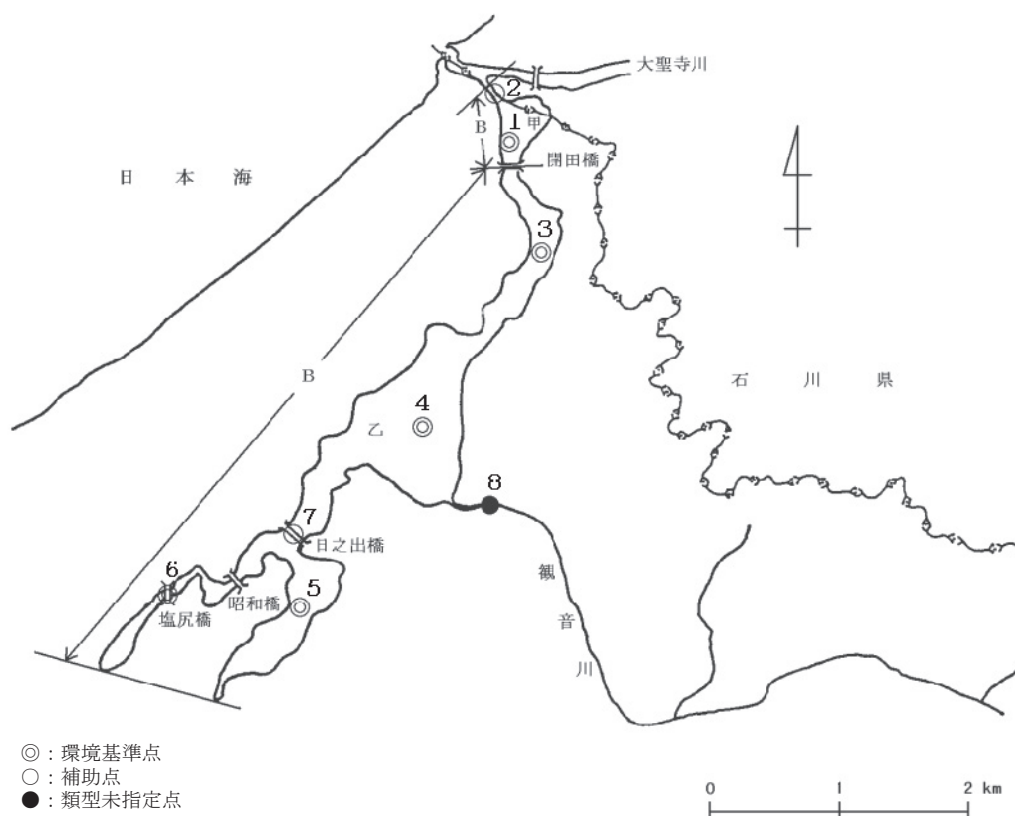 大聖寺川
2
甲
B
1
開田橋
日本海
3
B
石川県
4
乙
8
7
日之出橋
6
昭和橋
5
塩尻橋
観音川
◎：環境基準点
○：補助点
●：類型未指定点
0 1 2 km